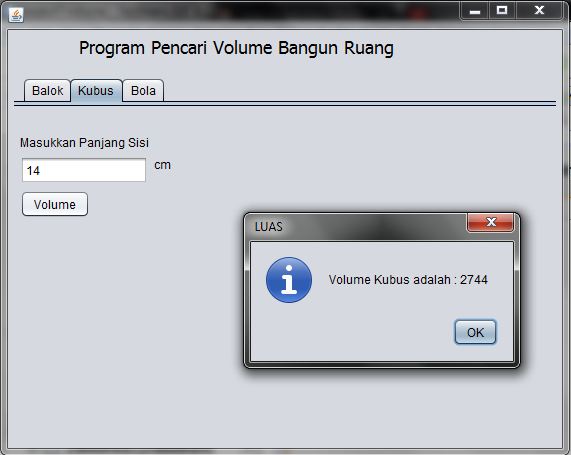 Program Pencari Volume Bangun Ruang
Balok Kubus Bola
Masukkan Panjang Sisi
14 cm
Volume
LUAS
Volume Kubus adalah : 2744
OK